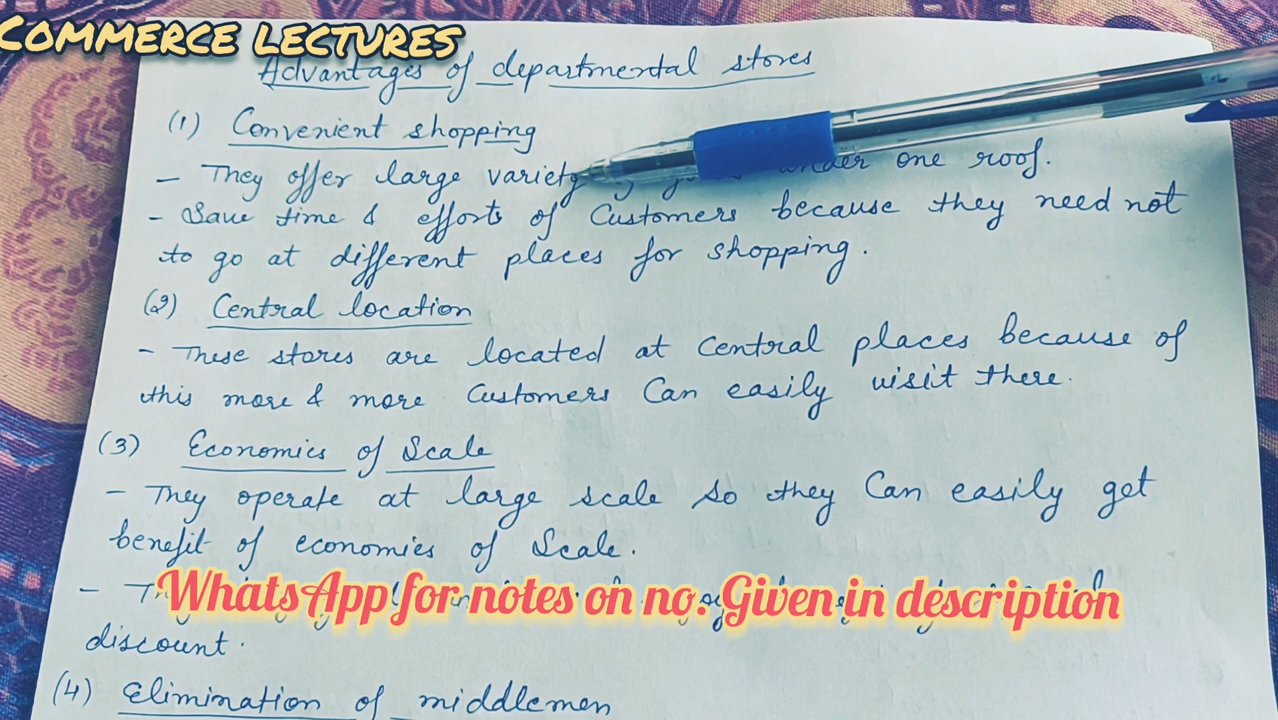 COMMERCE LECTURES
Advantages of departmental stores
(1) Convenient shopping
- They offer large variety under one roof.
- Save time & efforts of Customers because they need not
to go at different places for shopping.
(2) Central location
- These stores are located at Central places because of
this more & more Customers Can easily visit there.
(3) Economies of Scale
- They operate at large scale so they Can easily get
benefit of economies of Scale.
WhatsApp for notes on no. Given in description
discount.
(4) Elimination of middlemen